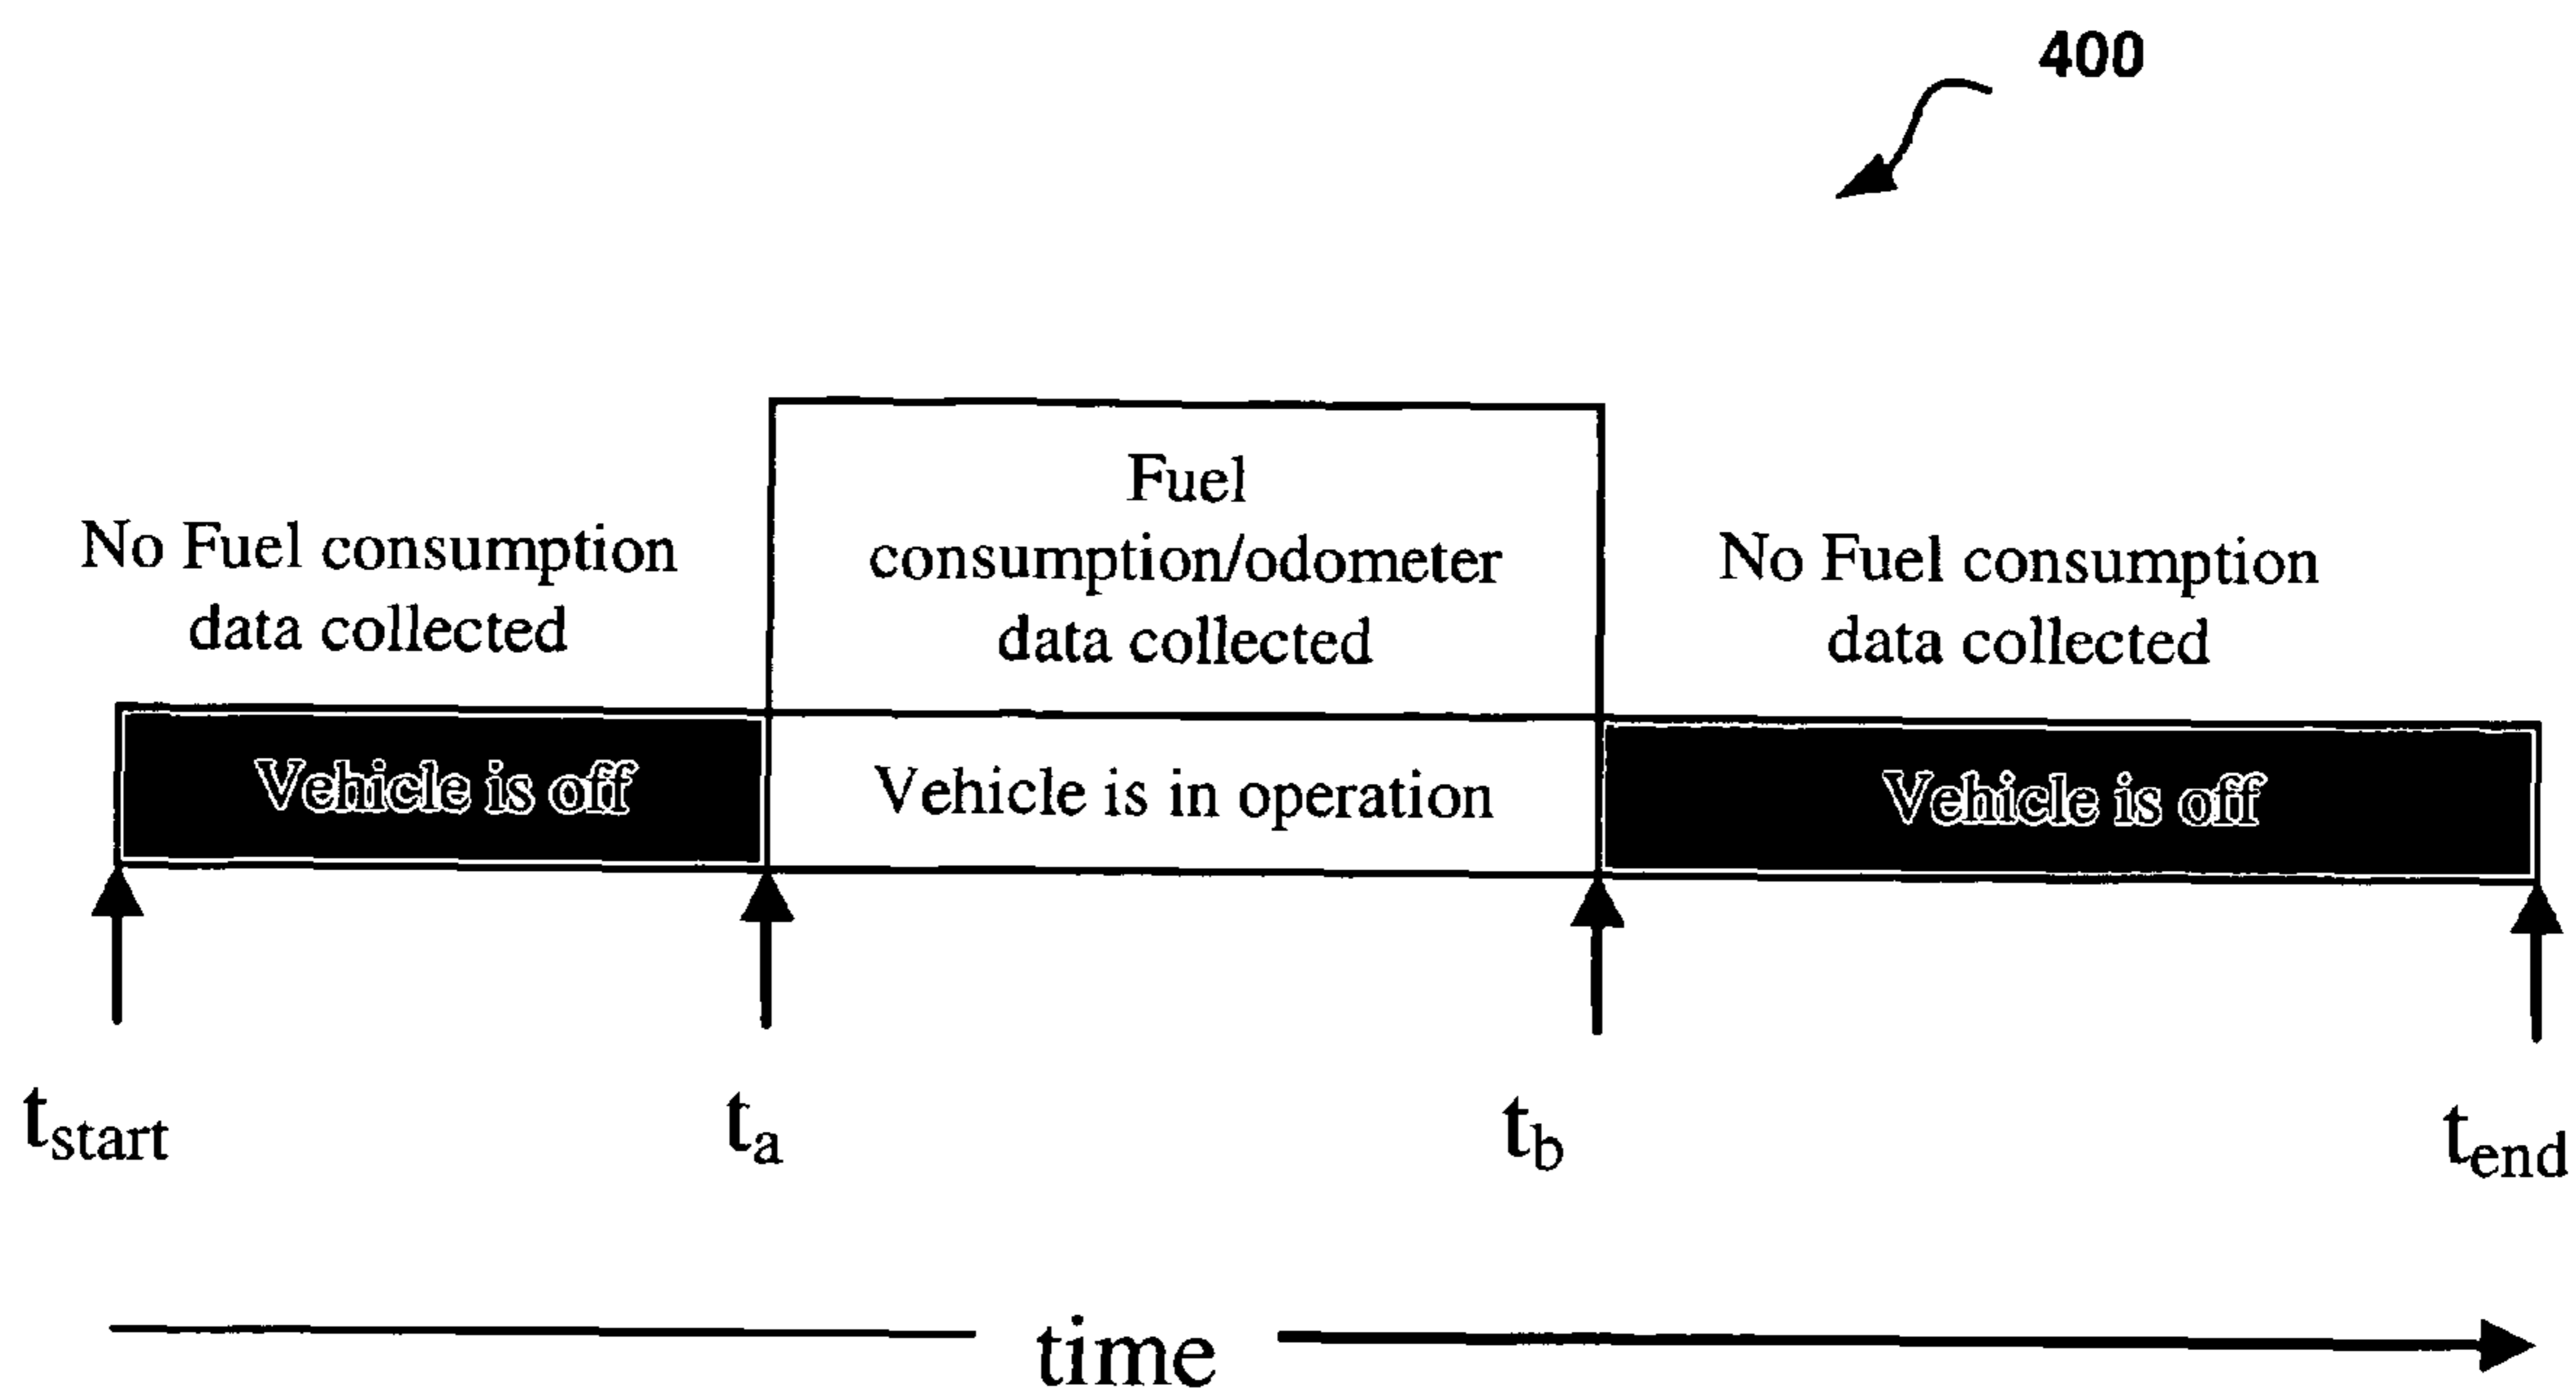 400
Fuel
consumption/odometer
data collected
No Fuel consumption
data collected
No Fuel consumption
data collected
Vehicle is off
Vehicle is in operation
Vehicle is off
tstart
ta
tb
tend
time